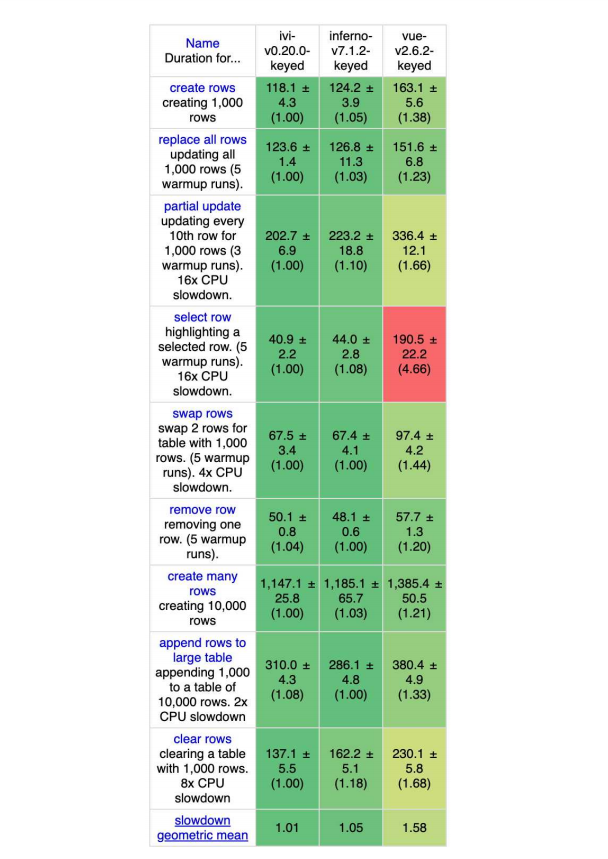 Name
Duration for...
ivi-
v0.20.0-
keyed
inferno-
v7.1.2-
keyed
vue-
v2.6.2-
keyed
create rows
creating 1,000
rows
118.1 ±
4.3
(1.00)
124.2 ±
3.9
(1.05)
163.1 ±
5.6
(1.38)
replace all rows
updating all
1,000 rows (5
warmup runs).
123.6 ±
1.4
(1.00)
126.8 ±
11.3
(1.03)
151.6 ±
6.8
(1.23)
partial update
updating every
10th row for
1,000 rows (3
warmup runs).
16x CPU
slowdown.
202.7 ±
6.9
(1.00)
223.2 ±
18.8
(1.10)
336.4 ±
12.1
(1.66)
select row
highlighting a
selected row. (5
warmup runs).
16x CPU
slowdown.
40.9 ±
2.2
(1.00)
44.0 ±
2.8
(1.08)
190.5 ±
22.2
(4.66)
swap rows
swap 2 rows for
table with 1,000
rows. (5 warmup
runs). 4x CPU
slowdown.
67.5 ±
3.4
(1.00)
67.4 ±
4.1
(1.00)
97.4 ±
4.2
(1.44)
remove row
removing one
row. (5 warmup
runs).
50.1 ±
0.8
(1.04)
48.1 ±
0.6
(1.00)
57.7 ±
1.3
(1.20)
create many
rows
creating 10,000
rows
1,147.1 ±
25.8
(1.00)
1,185.1 ±
65.7
(1.03)
1,385.4 ±
50.5
(1.21)
append rows to
large table
appending 1,000
to a table of
10,000 rows. 2x
CPU slowdown
310.0 ±
4.3
(1.08)
286.1 ±
4.8
(1.00)
380.4 ±
4.9
(1.33)
clear rows
clearing a table
with 1,000 rows.
8x CPU
slowdown
137.1 ±
5.5
(1.00)
162.2 ±
5.1
(1.18)
230.1 ±
5.8
(1.68)
slowdown
geometric mean
1.01
1.05
1.58